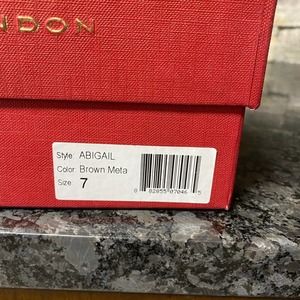 NDON
Style: ABIGAIL
Color: Brown Meta
Size: 7
8 82855 07046 5